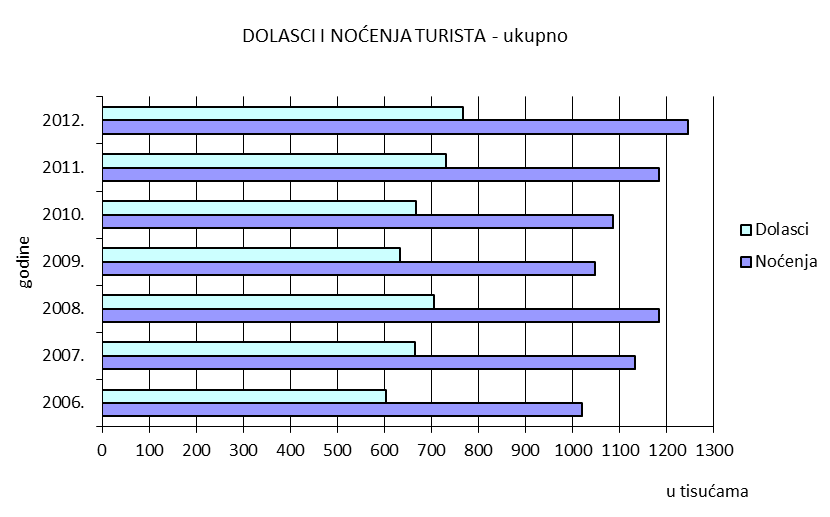 DOLASCI I NOĆENJA TURISTA - ukupno
2012.
2011.
2010.
2009.
2008.
2007.
2006.
godine
0 100 200 300 400 500 600 700 800 900 1000 1100 1200 1300
u tisućama
Dolasci
Noćenja